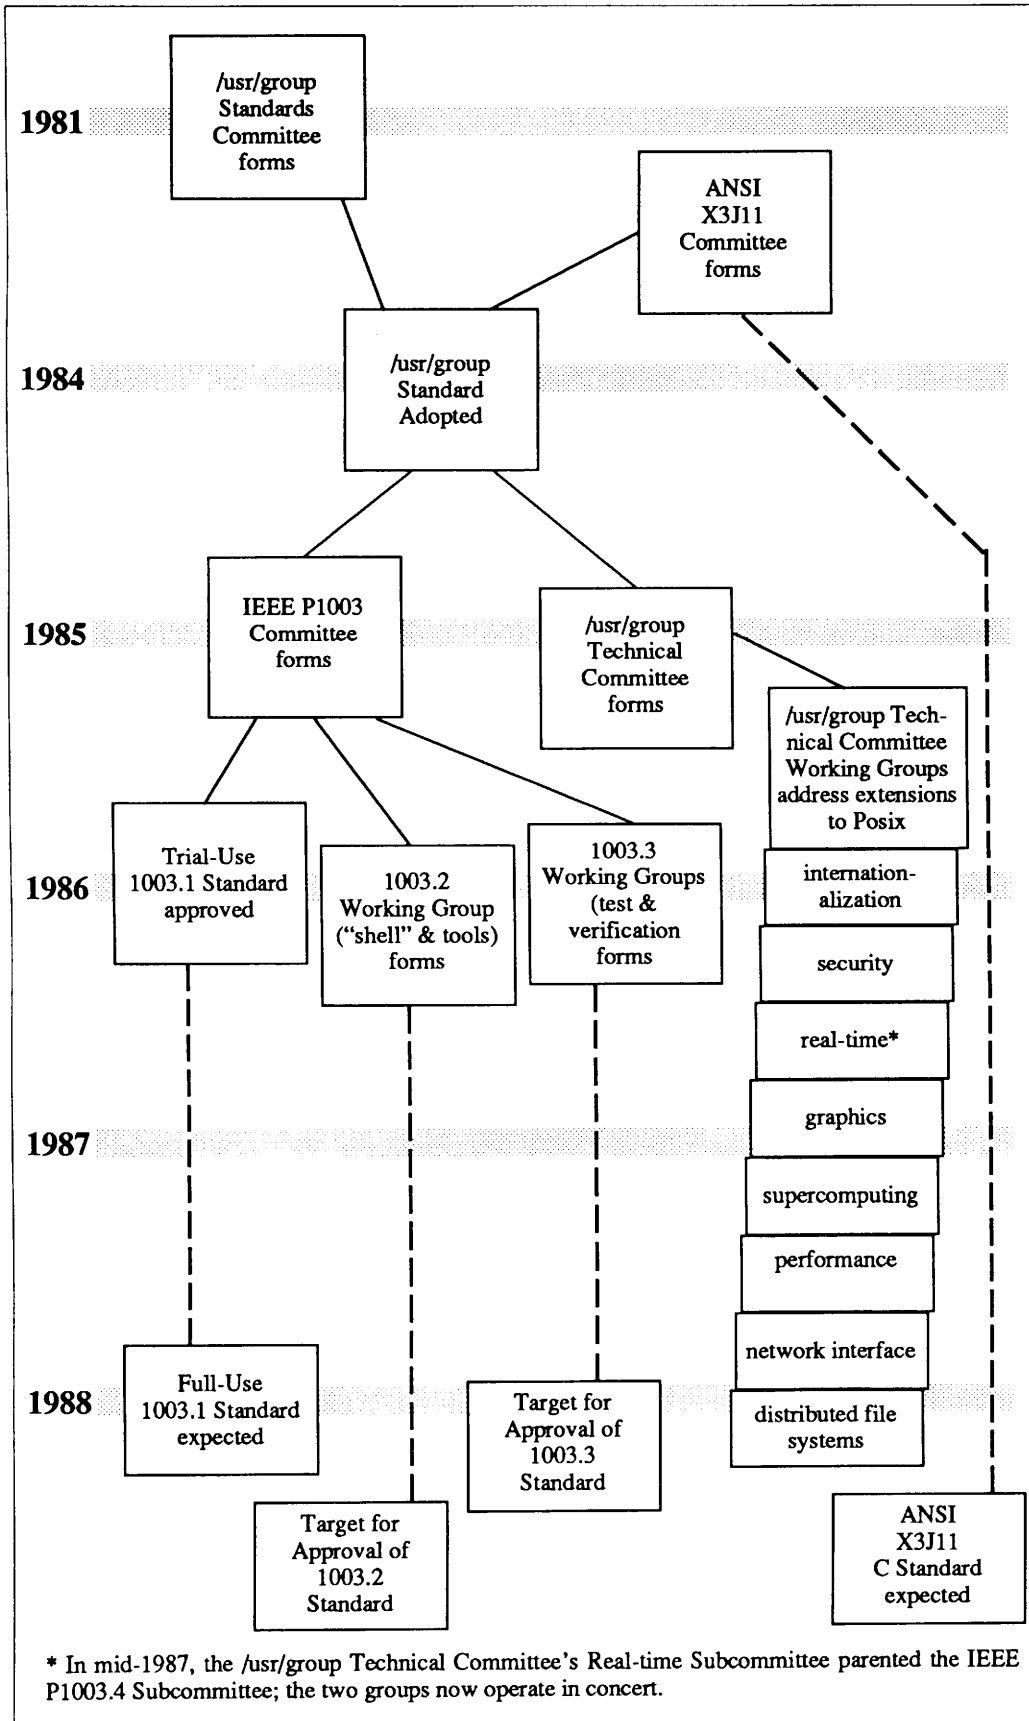 /usr/group
Standards
Committee
forms
1981
ANSI
X3J11
Committee
forms
/usr/group
Standard
Adopted
1984
IEEE P1003
Committee
forms
1985
/usr/group
Technical
Committee
forms
/usr/group Tech-
nical Committee
Working Groups
address extensions
to Posix
Trial-Use
1003.1 Standard
approved
1986
1003.2
Working Group
(“shell” & tools)
forms
1003.3
Working Groups
(test &
verification
forms
internation-
alization
security
real-time*
graphics
1987
supercomputing
performance
network interface
distributed file
systems
1988
Full-Use
1003.1 Standard
expected
Target for
Approval of
1003.3
Standard
Target for
Approval of
1003.2
Standard
ANSI
X3J11
C Standard
expected
* In mid-1987, the /usr/group Technical Committee’s Real-time Subcommittee parented the IEEE
P1003.4 Subcommittee; the two groups now operate in concert.